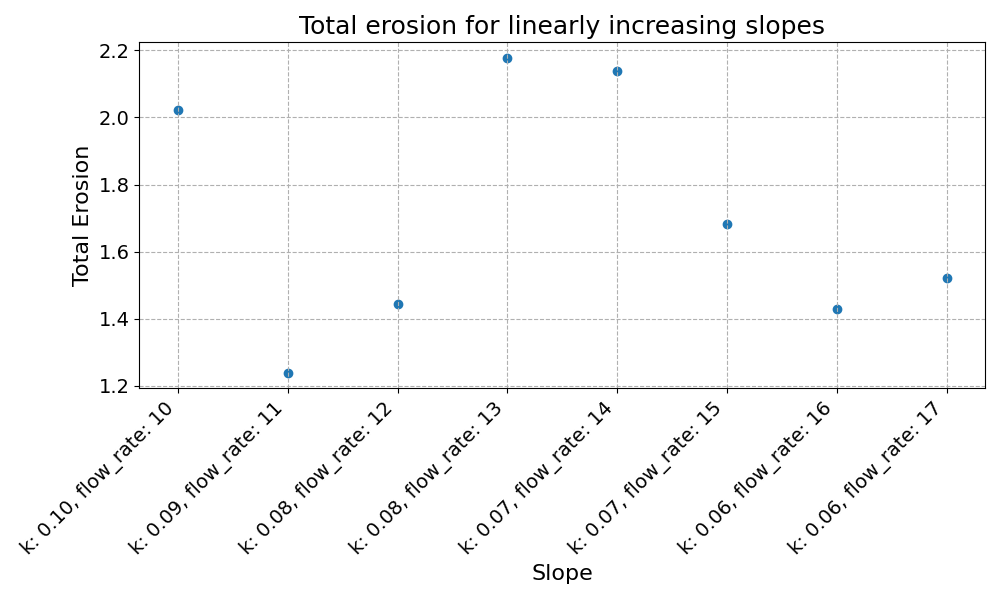 Total erosion for linearly increasing slopes
Total Erosion
2.2
2.0
1.8
1.6
1.4
1.2
k: 0.10, flow_rate: 10
k: 0.09, flow_rate: 11
k: 0.08, flow_rate: 12
k: 0.08, flow_rate: 13
k: 0.07, flow_rate: 14
k: 0.07, flow_rate: 15
k: 0.06, flow_rate: 16
k: 0.06, flow_rate: 17
Slope